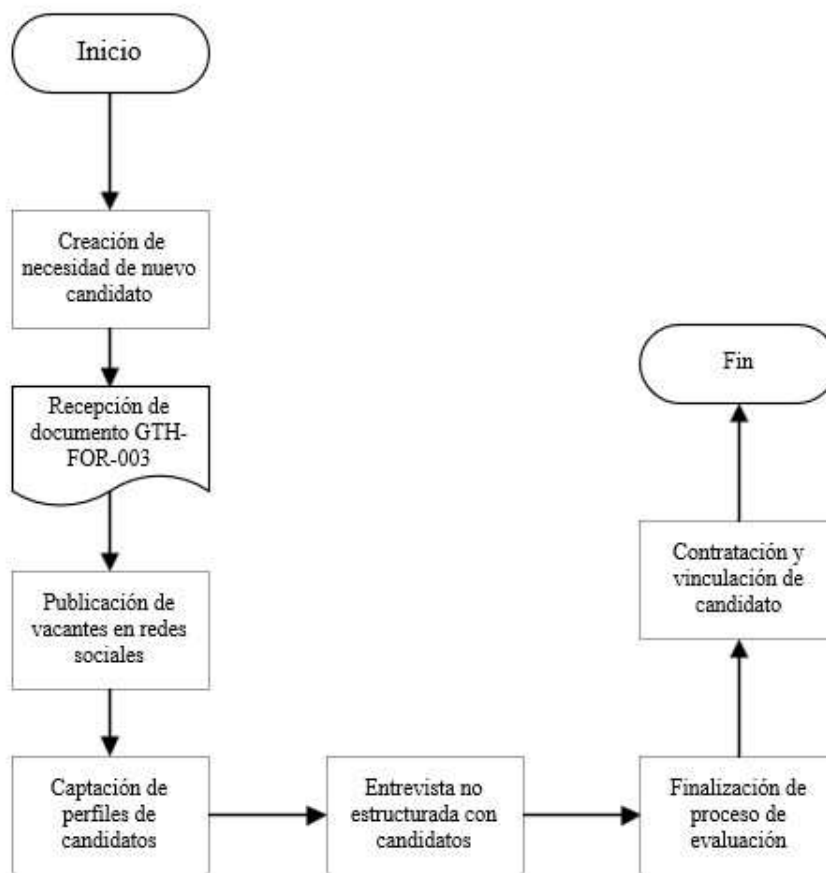 Inicio
Creación de
necesidad de nuevo
candidato
Recepción de
documento GTH-
FOR-003
Publicación de
vacantes en redes
sociales
Captación de
perfiles de
candidatos
Entrevista no
estructurada con
candidatos
Finalización de
proceso de
evaluación
Contratación y
vinculación de
candidato
Fin